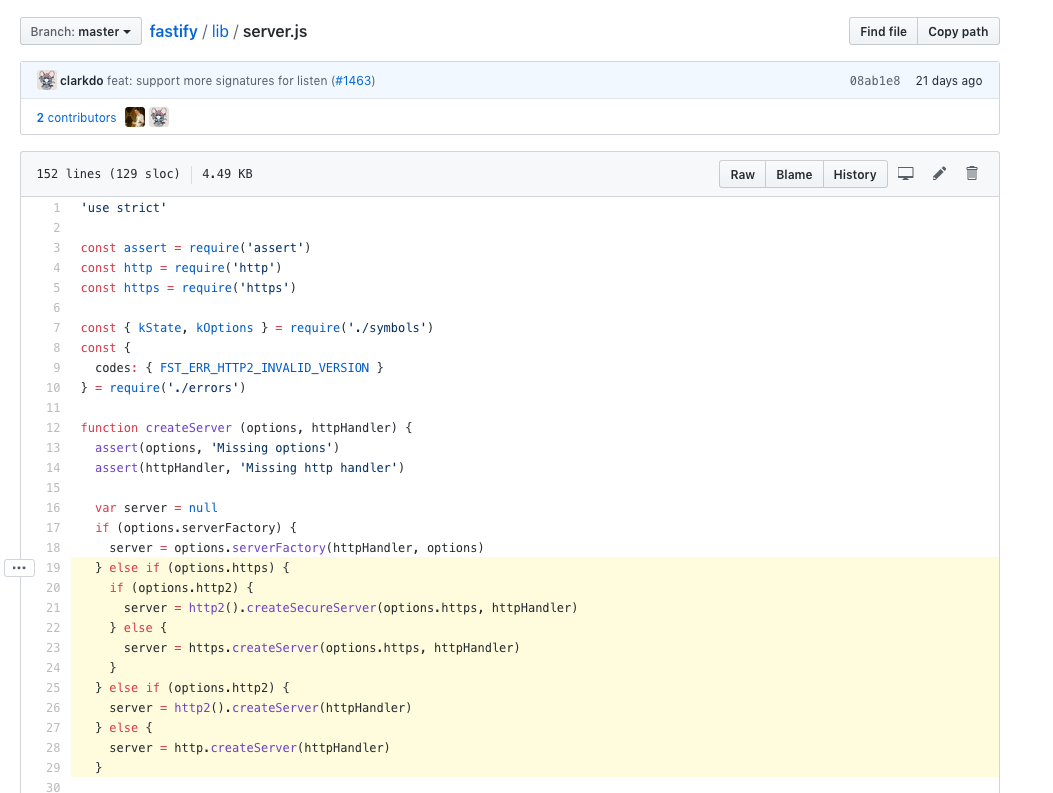 Branch: master fastify / lib / server.js Find file Copy path
clarkdo feat: support more signatures for listen (#1463) 08ab1e8 21 days ago
2 contributors
152 lines (129 sloc) 4.49 KB Raw Blame History
1 'use strict'
2
3 const assert = require('assert')
4 const http = require('http')
5 const https = require('https')
6
7 const { kState, kOptions } = require('./symbols')
8 const {
9   codes: { FST_ERR_HTTP2_INVALID_VERSION }
10 } = require('./errors')
11
12 function createServer (options, httpHandler) {
13   assert(options, 'Missing options')
14   assert(httpHandler, 'Missing http handler')
15
16   var server = null
17   if (options.serverFactory) {
18     server = options.serverFactory(httpHandler, options)
19   } else if (options.https) {
20     if (options.http2) {
21       server = http2().createSecureServer(options.https, httpHandler)
22     } else {
23       server = https.createServer(options.https, httpHandler)
24     }
25   } else if (options.http2) {
26     server = http2().createServer(httpHandler)
27   } else {
28     server = http.createServer(httpHandler)
29   }
30